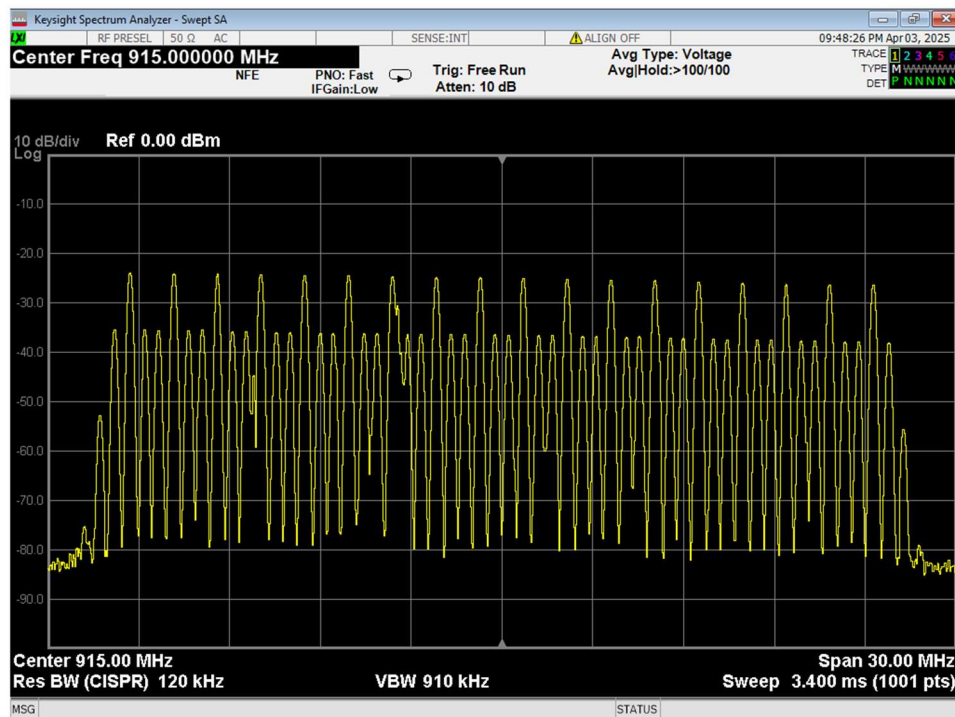 Keysight Spectrum Analyzer - Swept SA
LXI RF PRESEL 50 Ω AC SENSE:INT ALIGN OFF 09:48:26 PM Apr 03, 2025
Center Freq 915.000000 MHz
NFE
PNO: Fast
IFGain:Low
Trig: Free Run
Atten: 10 dB
Avg Type: Voltage
Avg|Hold:>100/100
TRACE 1 2 3 4 5 6
TYPE M W W W W W
DET P N N N N N
10 dB/div
Log
Ref 0.00 dBm
-10.0
-20.0
-30.0
-40.0
-50.0
-60.0
-70.0
-80.0
-90.0
Center 915.00 MHz Span 30.00 MHz
Res BW (CISPR) 120 kHz VBW 910 kHz Sweep 3.400 ms (1001 pts)
MSG STATUS